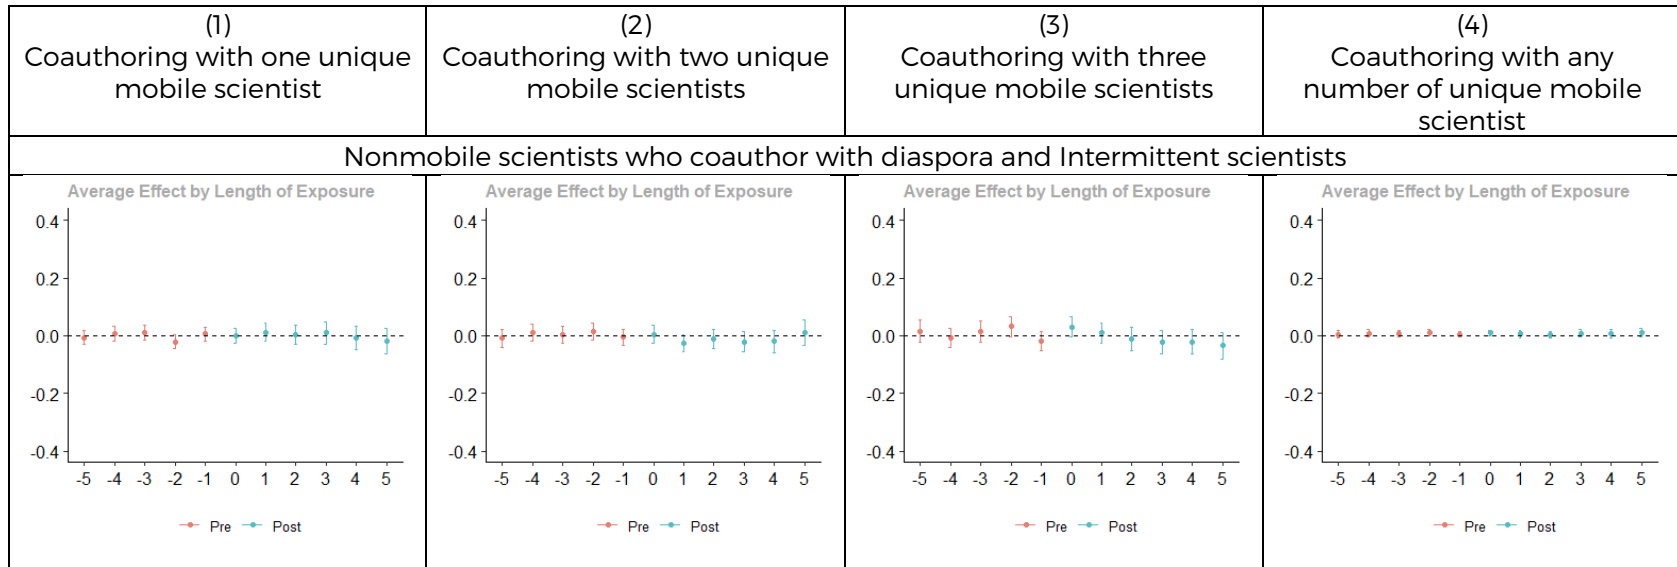 (1)
Coauthoring with one unique
mobile scientist
(2)
Coauthoring with two unique
mobile scientists
(3)
Coauthoring with three
unique mobile scientists
(4)
Coauthoring with any
number of unique mobile
scientist
Nonmobile scientists who coauthor with diaspora and Intermittent scientists
Average Effect by Length of Exposure
0.4
0.2
0.0
-0.2
-0.4
-5 -4 -3 -2 -1 0 1 2 3 4 5
Pre Post
Average Effect by Length of Exposure
0.4
0.2
0.0
-0.2
-0.4
-5 -4 -3 -2 -1 0 1 2 3 4 5
Pre Post
Average Effect by Length of Exposure
0.4
0.2
0.0
-0.2
-0.4
-5 -4 -3 -2 -1 0 1 2 3 4 5
Pre Post
Average Effect by Length of Exposure
0.4
0.2
0.0
-0.2
-0.4
-5 -4 -3 -2 -1 0 1 2 3 4 5
Pre Post